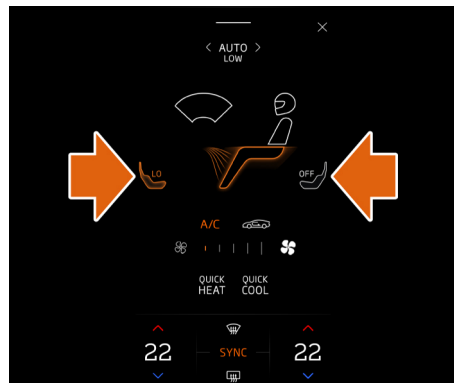 AUTO
LOW
LO
OFF
A/C
QUICK HEAT
QUICK COOL
22
SYNC
22